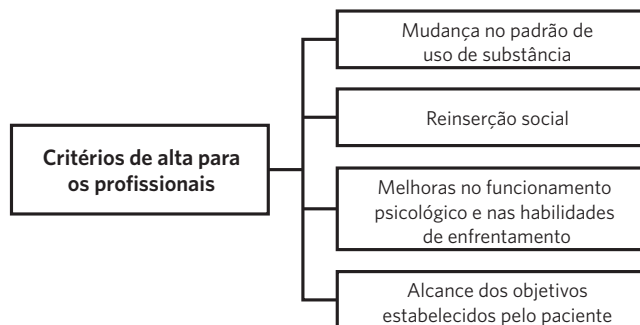 Critérios de alta para
os profissionais
Mudança no padrão de
uso de substância
Reinserção social
Melhoras no funcionamento
psicológico e nas habilidades
de enfrentamento
Alcance dos objetivos
estabelecidos pelo paciente